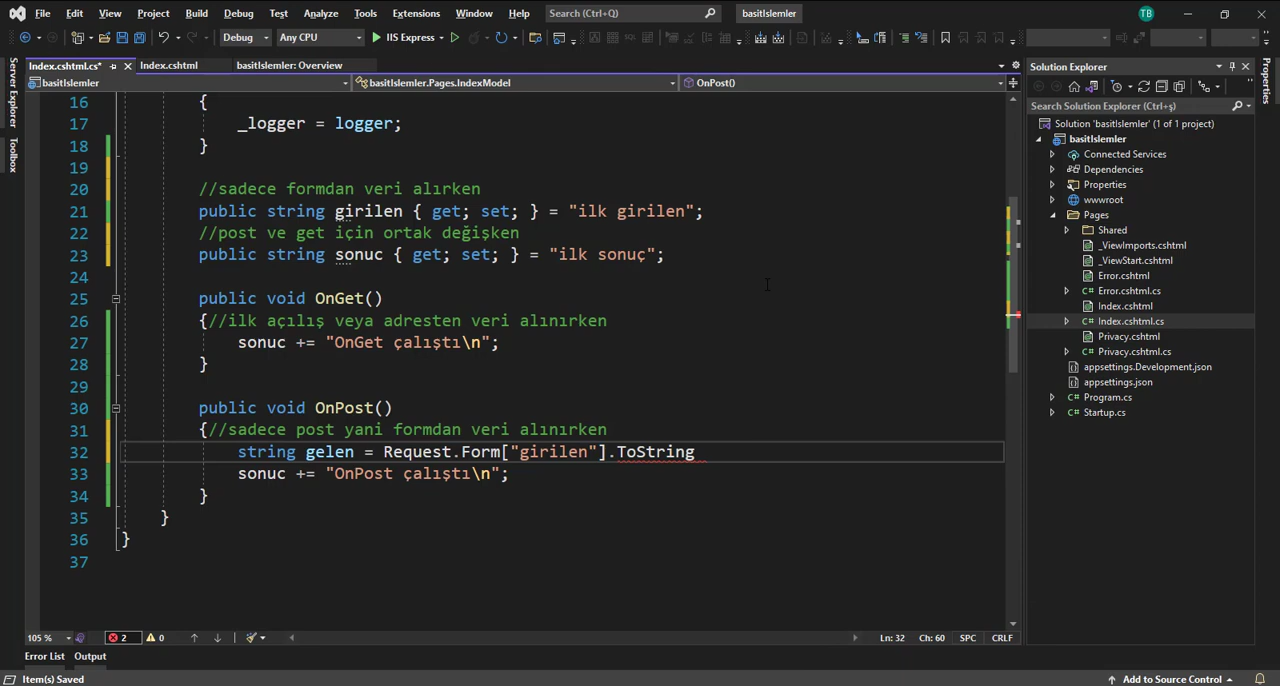 File Edit View Project Build Debug Test Analyze Tools Extensions Window Help Search (Ctrl+Q) basitIslemler TB
Debug Any CPU IIS Express
Server Explorer
Toolbox
Index.cshtml.cs* Index.cshtml basitIslemler: Overview
basitIslemler basitIslemler.Pages.IndexModel OnPost()
16 {
17 _logger = logger;
18 }
19
20 //sadece formdan veri alırken
21 public string girilen { get; set; } = "ilk girilen";
22 //post ve get için ortak değişken
23 public string sonuc { get; set; } = "ilk sonuç";
24
25 public void OnGet()
26 {//ilk açılış veya adresten veri alınırken
27 sonuc += "OnGet çalıştı\n";
28 }
29
30 public void OnPost()
31 {//sadece post yani formdan veri alırken
32 string gelen = Request.Form["girilen"].ToString
33 sonuc += "OnPost çalıştı\n";
34 }
35 }
36 }
37
105 % 2 0 Ln: 32 Ch: 60 SPC CRLF
Error List Output
Item(s) Saved Add to Source Control
Solution Explorer
Search Solution Explorer (Ctrl+ş)
Solution 'basitIslemler' (1 of 1 project)
basitIslemler
Connected Services
Dependencies
Properties
wwwroot
Pages
Shared
_ViewImports.cshtml
_ViewStart.cshtml
Error.cshtml
C# Error.cshtml.cs
Index.cshtml
C# Index.cshtml.cs
Privacy.cshtml
C# Privacy.cshtml.cs
appsettings.Development.json
appsettings.json
C# Program.cs
C# Startup.cs
Properties